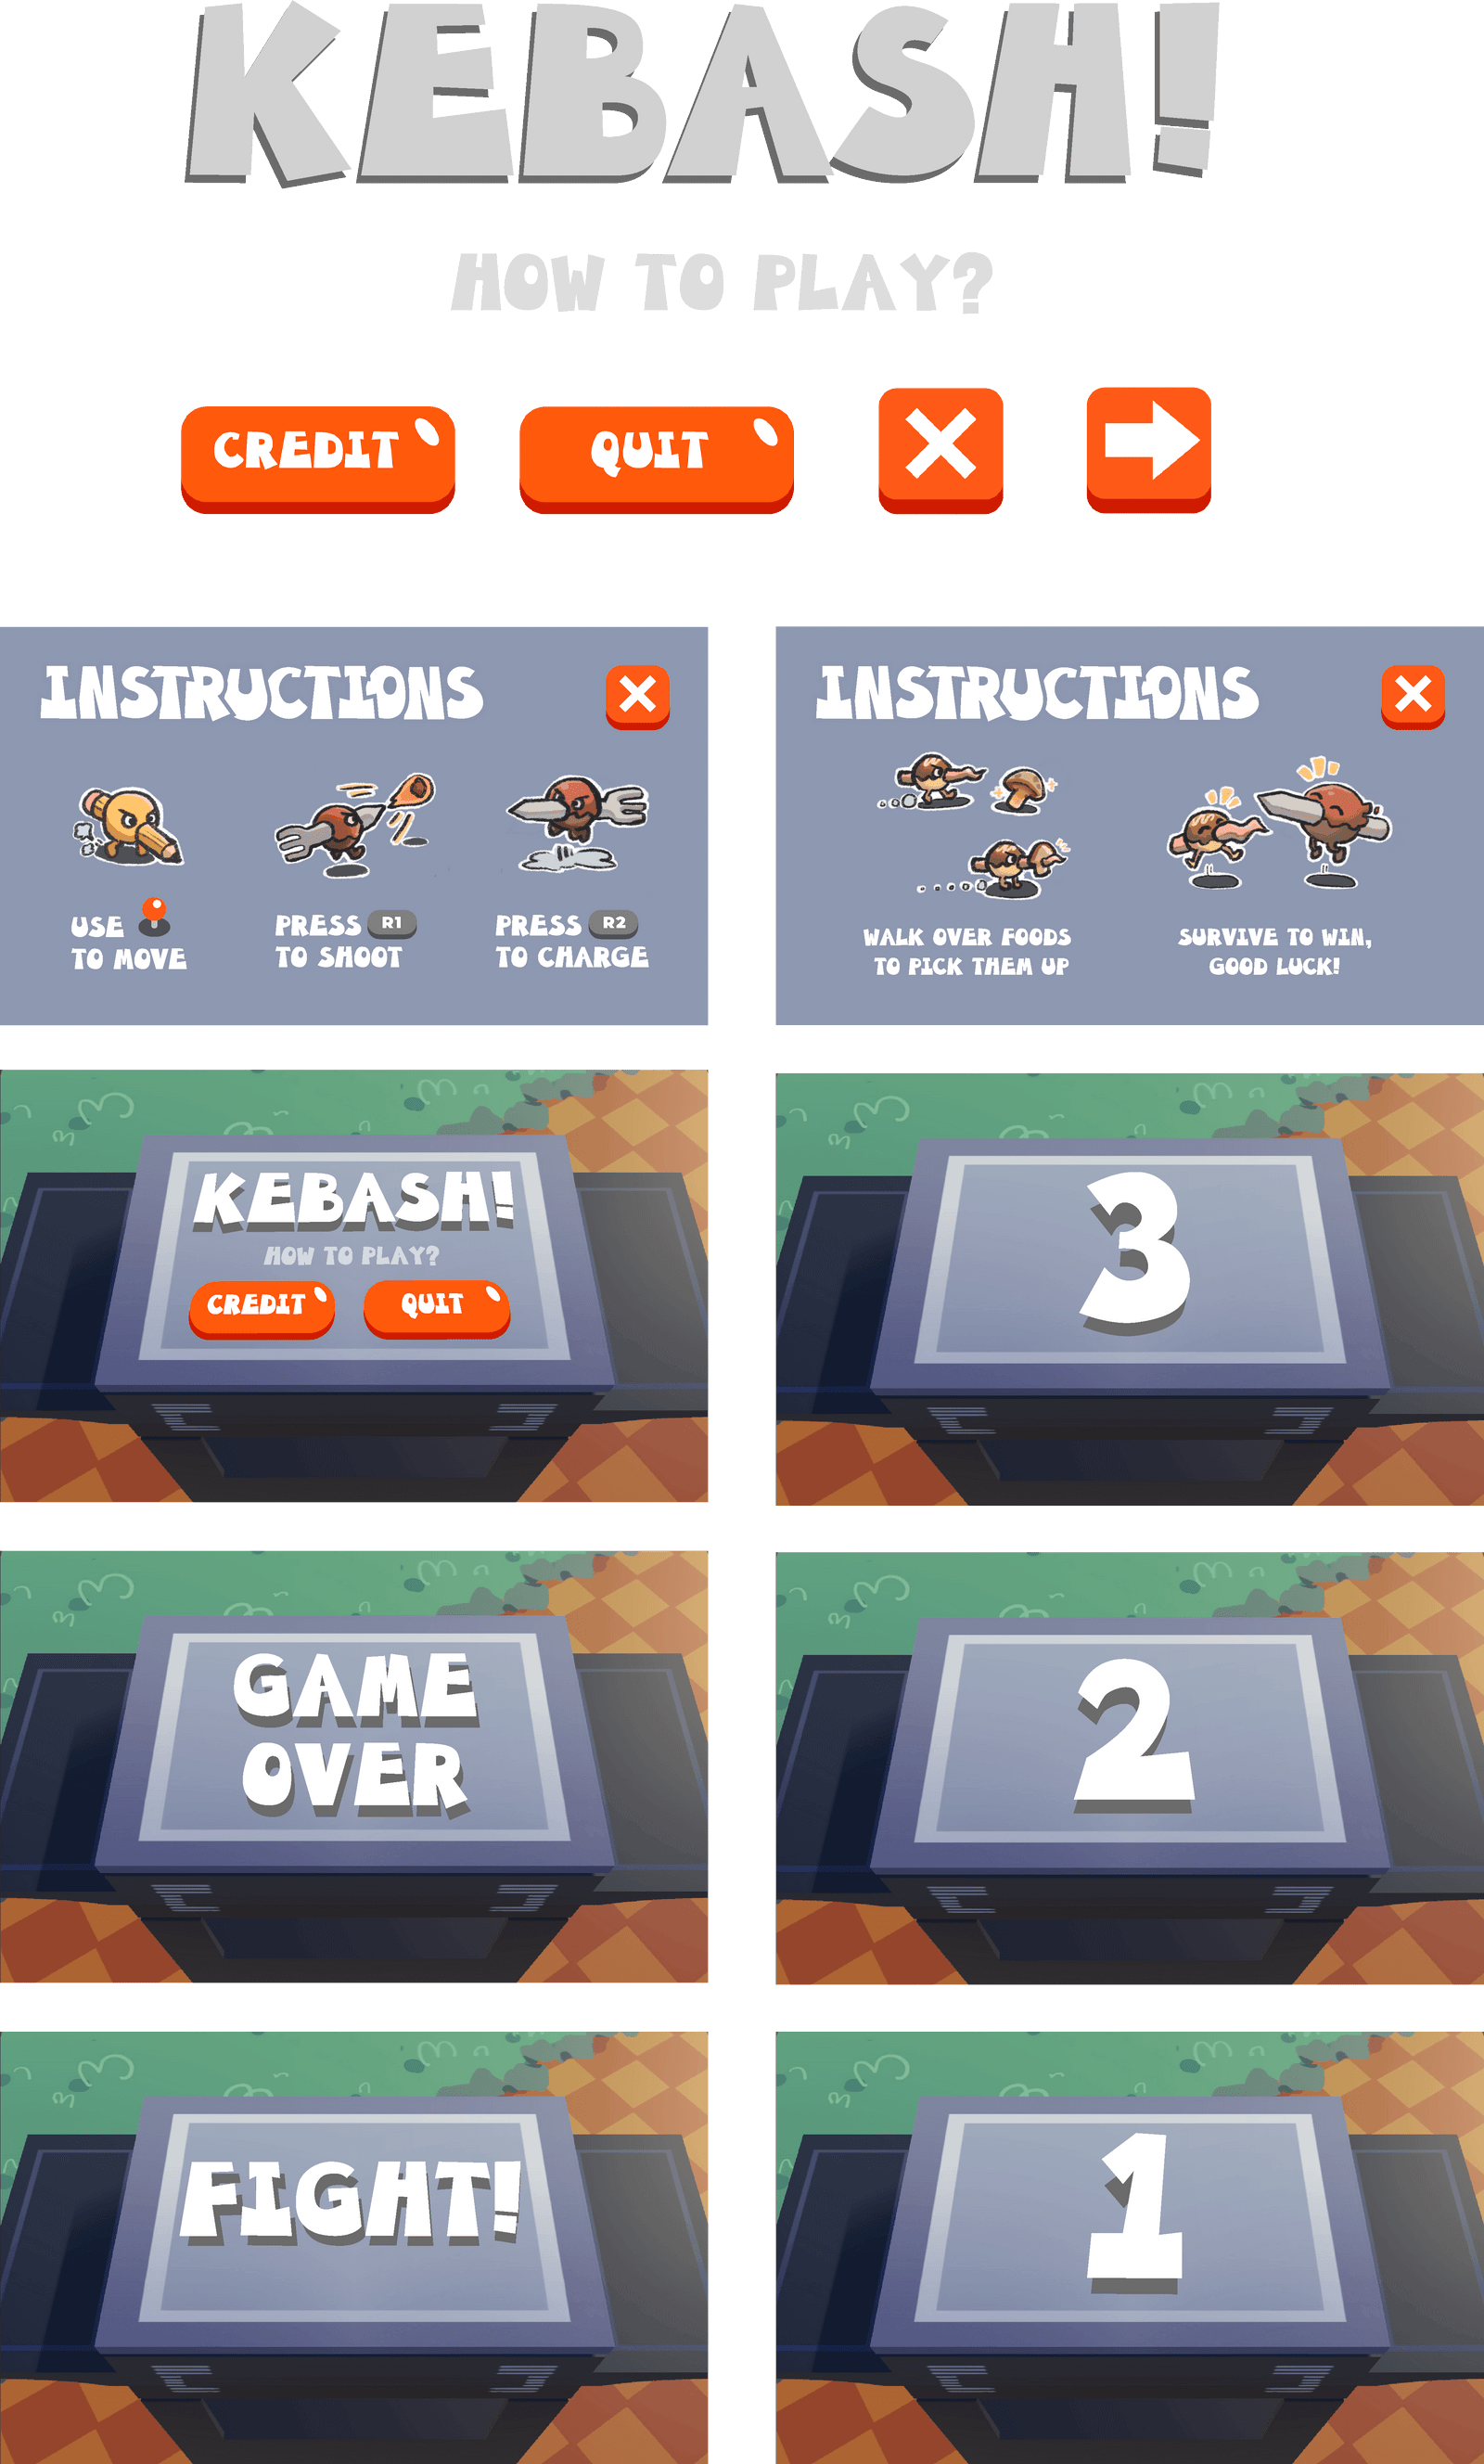 KEBASH!
HOW TO PLAY?
CREDIT
QUIT
INSTRUCTIONS
USE
TO MOVE
PRESS R1
TO SHOOT
PRESS R2
TO CHARGE
INSTRUCTIONS
WALK OVER FOODS
TO PICK THEM UP
SURVIVE TO WIN,
GOOD LUCK!
KEBASH!
HOW TO PLAY?
CREDIT
QUIT
3
GAME
OVER
2
FIGHT!
1